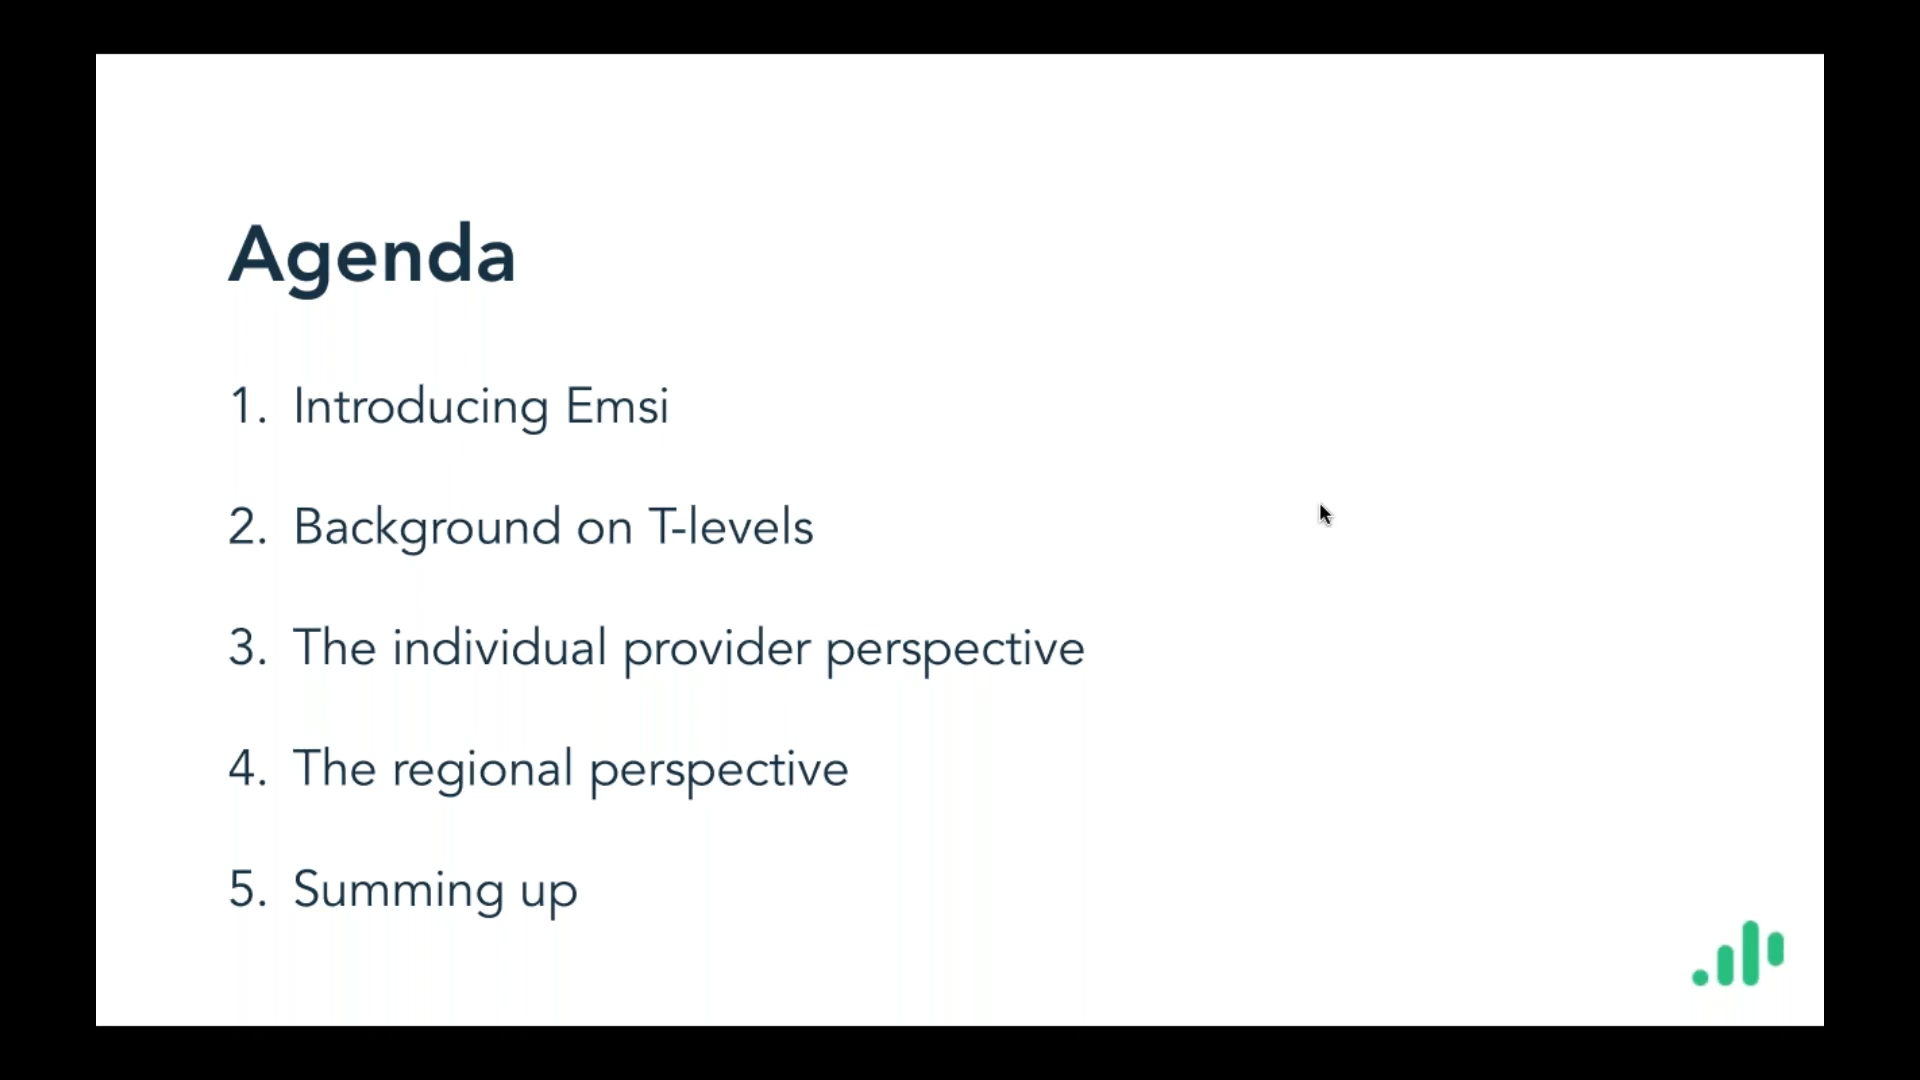 Agenda
1. Introducing Emsi
2. Background on T-levels
3. The individual provider perspective
4. The regional perspective
5. Summing up